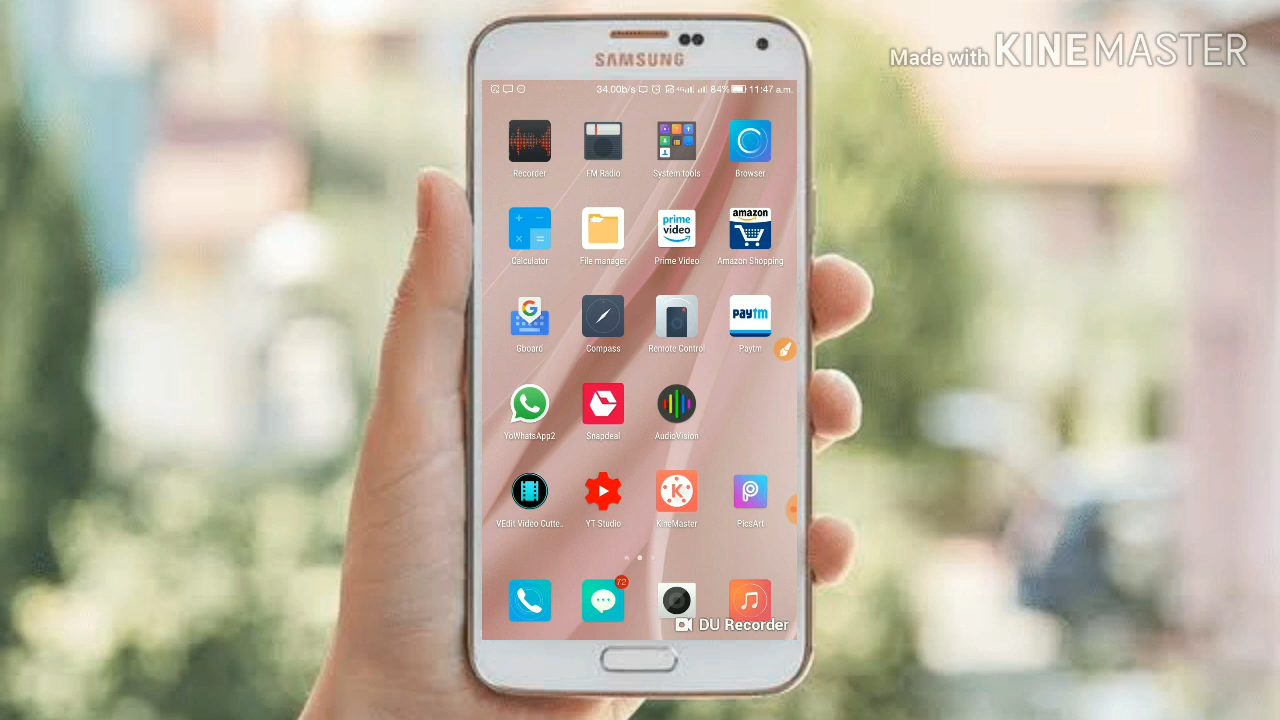 Made with KINEMASTER
SAMSUNG
34.00b/s 4G 84% 11:47 a.m.
Recorder FM Radio System tools Browser
prime video
amazon
Calculator File manager Prime Video Amazon Shopping
G
Paytm
Gboard Compass Remote Control Paytm
YoWhatsApp2 Snapdeal AudioVision
K
P
VEdit Video Cutte.. YT Studio KineMaster PicsArt
72
DU Recorder